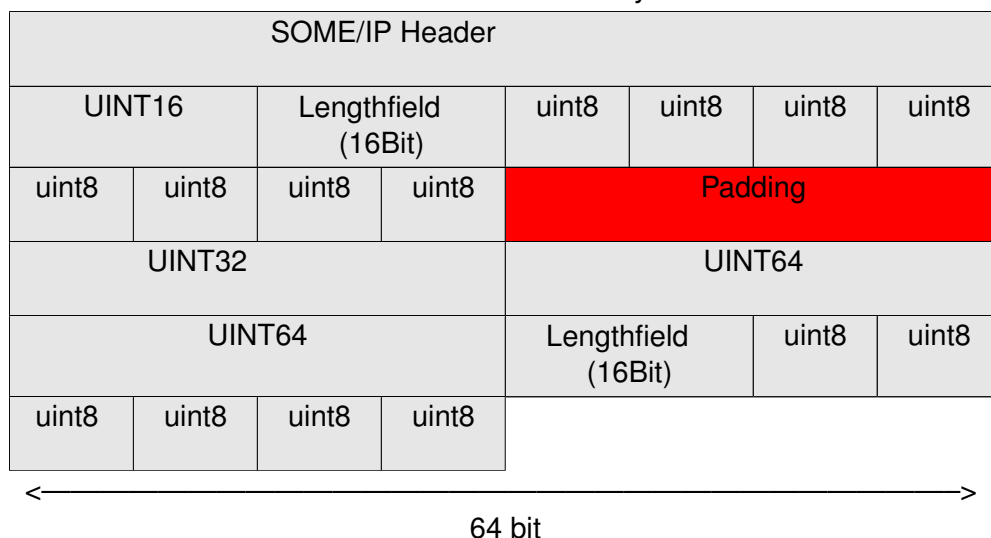 SOME/IP Header
UINT16 Lengthfield uint8 uint8 uint8 uint8
(16Bit)
uint8 uint8 uint8 uint8 Padding
UINT32 UINT64
UINT64 Lengthfield uint8 uint8
(16Bit)
uint8 uint8 uint8 uint8
64 bit